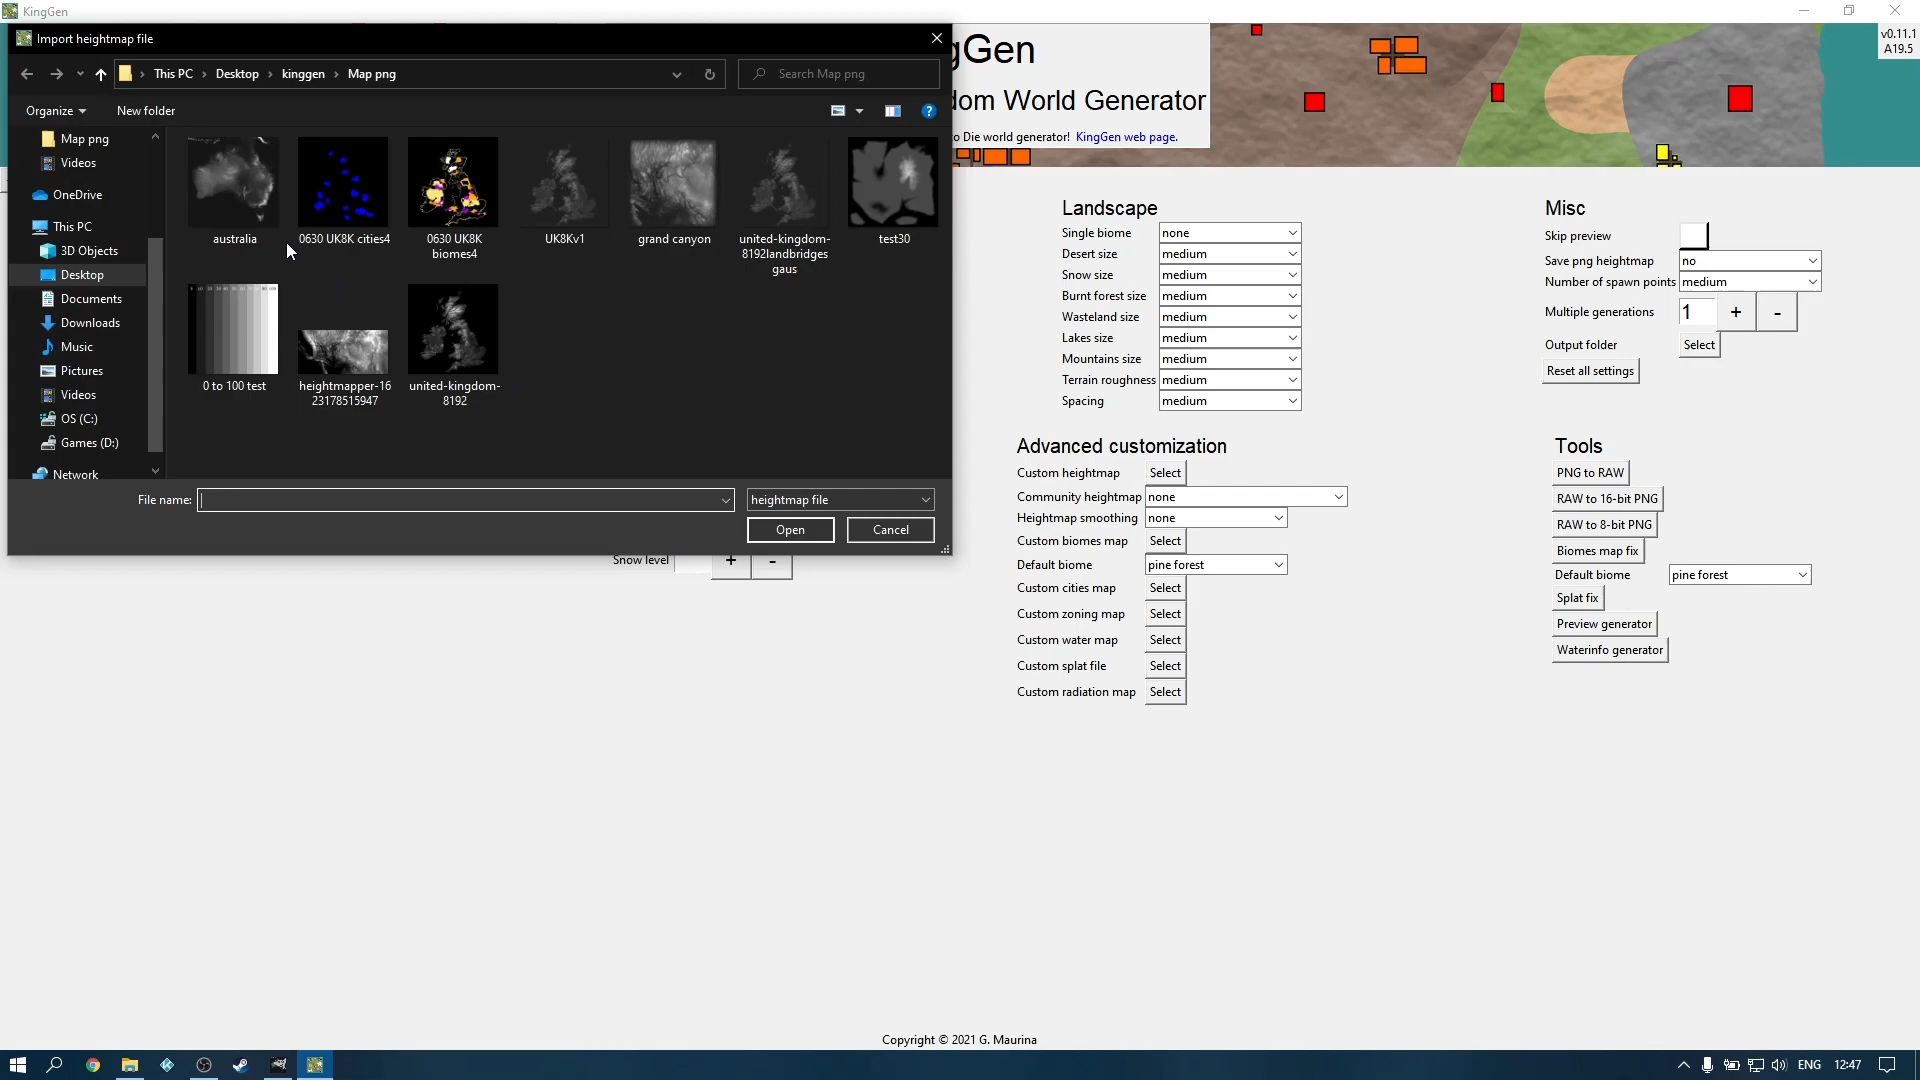 KingGen
Import heightmap file
This PC
Desktop
kinggen
Map png
Search Map png
Organize
New folder
Map png
Videos
OneDrive
This PC
3D Objects
Desktop
Documents
Downloads
Music
Pictures
Videos
OS (C:)
Games (D:)
Network
australia
0630 UK8K cities4
0630 UK8K
biomes4
UK8Kv1
grand canyon
united-kingdom-
8192landbridges
gaus
test30
0 to 100 test
heightmapper-16
23178515947
united-kingdom-
8192
File name:
heightmap file
Open
Cancel
gGen
dom World Generator
o Die world generator! KingGen web page.
v0.11.1
A19.5
Snow level
+
-
Landscape
Single biome none
Desert size medium
Snow size medium
Burnt forest size medium
Wasteland size medium
Lakes size medium
Mountains size medium
Terrain roughness medium
Spacing medium
Advanced customization
Custom heightmap Select
Community heightmap none
Heightmap smoothing none
Custom biomes map Select
Default biome pine forest
Custom cities map Select
Custom zoning map Select
Custom water map Select
Custom splat file Select
Custom radiation map Select
Misc
Skip preview
Save png heightmap no
Number of spawn points medium
Multiple generations 1 + -
Output folder Select
Reset all settings
Tools
PNG to RAW
RAW to 16-bit PNG
RAW to 8-bit PNG
Biomes map fix
Default biome pine forest
Splat fix
Preview generator
Waterinfo generator
Copyright © 2021 G. Maurina
ENG 12:47